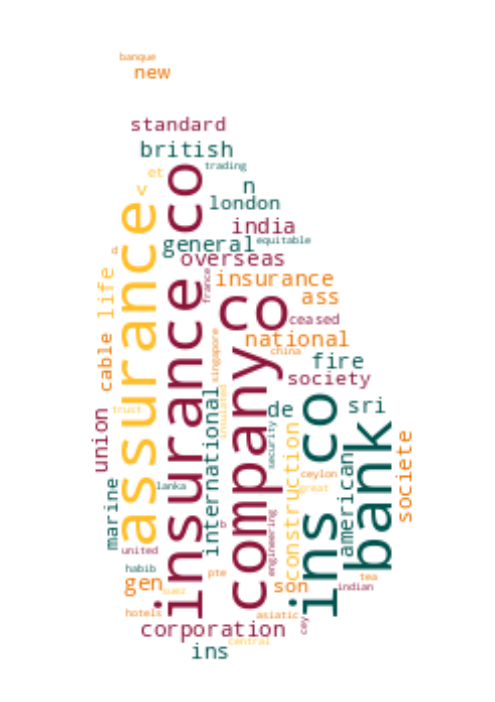 banque
new
standard
british
trading
et
v
insurance co
n
london
assurance
india
general
equitable
a
overseas
life
france
insurance
ass
co
ceased
cable
national
singapore
china
company
fire
society
international
de
ins co
sri
trust
union
bank
construction
security
societe
american
ceylon
marine
lanka
great
engineering
b
united
habib
pte
tea
gen
son
indian
suez
hotels
asiatic
cey
corporation
central
ins